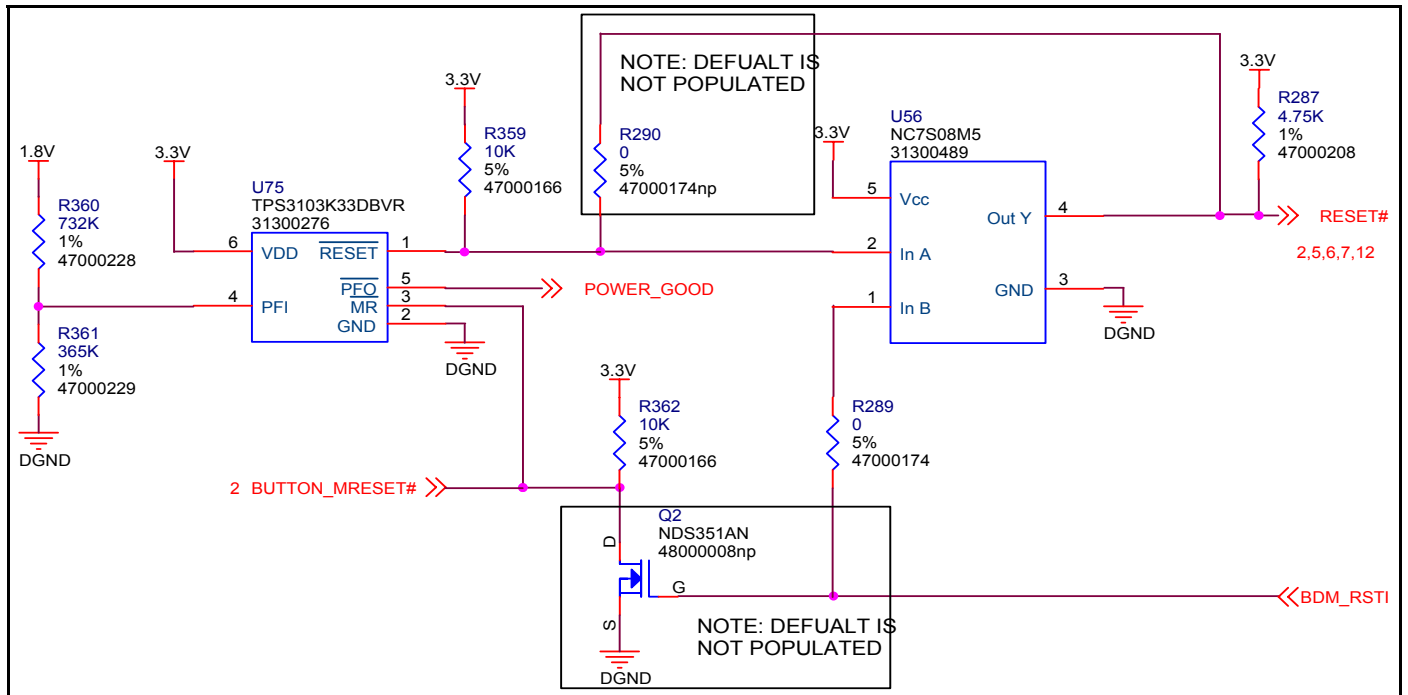 NOTE: DEFUALT IS
NOT POPULATED
3.3V
R359
10K
5%
47000166
R290
0
5%
47000174np
3.3V
R287
4.75K
1%
47000208
1.8V
3.3V
R360
732K
1%
47000228
U75
TPS3103K33DBVR
31300276
6
VDD
RESET
1
PFO
5
4
PFI
MR
3
GND
2
POWER_GOOD
DGND
R361
365K
1%
47000229
DGND
U56
NC7S08M5
31300489
3.3V
5
Vcc
Out Y
4
2
In A
GND
3
1
In B
DGND
RESET#
2,5,6,7,12
3.3V
R362
10K
5%
47000166
R289
0
5%
47000174
2 BUTTON_MRESET#
Q2
NDS351AN
48000008np
D
G
S
DGND
NOTE: DEFUALT IS
NOT POPULATED
BDM_RSTI